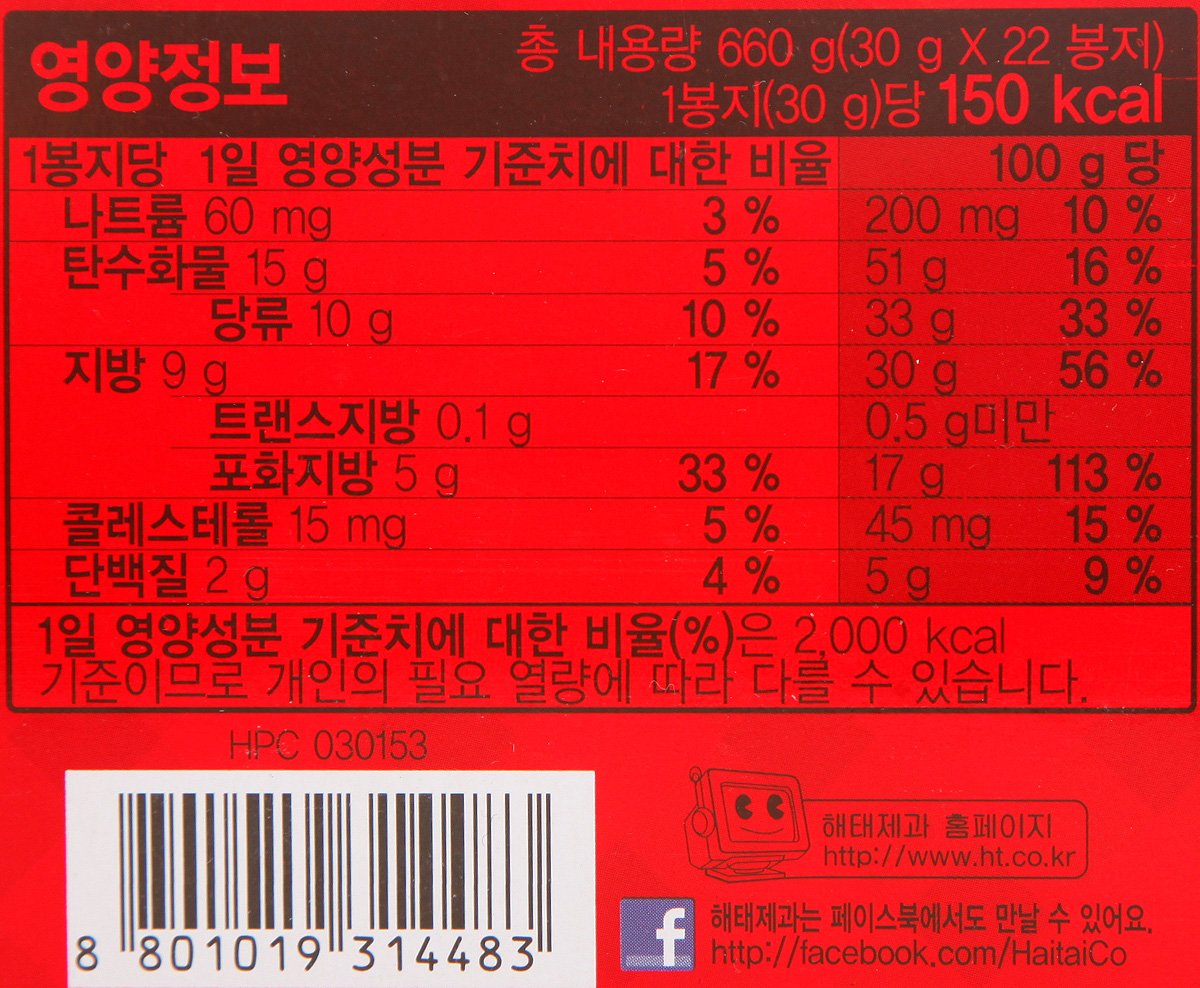 영양정보
총 내용량 660 g(30 g X 22 봉지)
1봉지(30 g)당 150 kcal
1봉지당 1일 영양성분 기준치에 대한 비율 100 g 당
나트륨 60 mg 3 % 200 mg 10 %
탄수화물 15 g 5 % 51 g 16 %
당류 10 g 10 % 33 g 33 %
지방 9 g 17 % 30 g 56 %
트랜스지방 0.1 g 0.5 g미만
포화지방 5 g 33 % 17 g 113 %
콜레스테롤 15 mg 5 % 45 mg 15 %
단백질 2 g 4 % 5 g 9 %
1일 영양성분 기준치에 대한 비율(%)은 2,000 kcal
기준이므로 개인의 필요 열량에 따라 다를 수 있습니다.
HPC 030153
8 801019 314483
해태제과 홈페이지
http://www.ht.co.kr
f 해태제과는 페이스북에서도 만날 수 있어요.
http://facebook.com/HaitaiCo